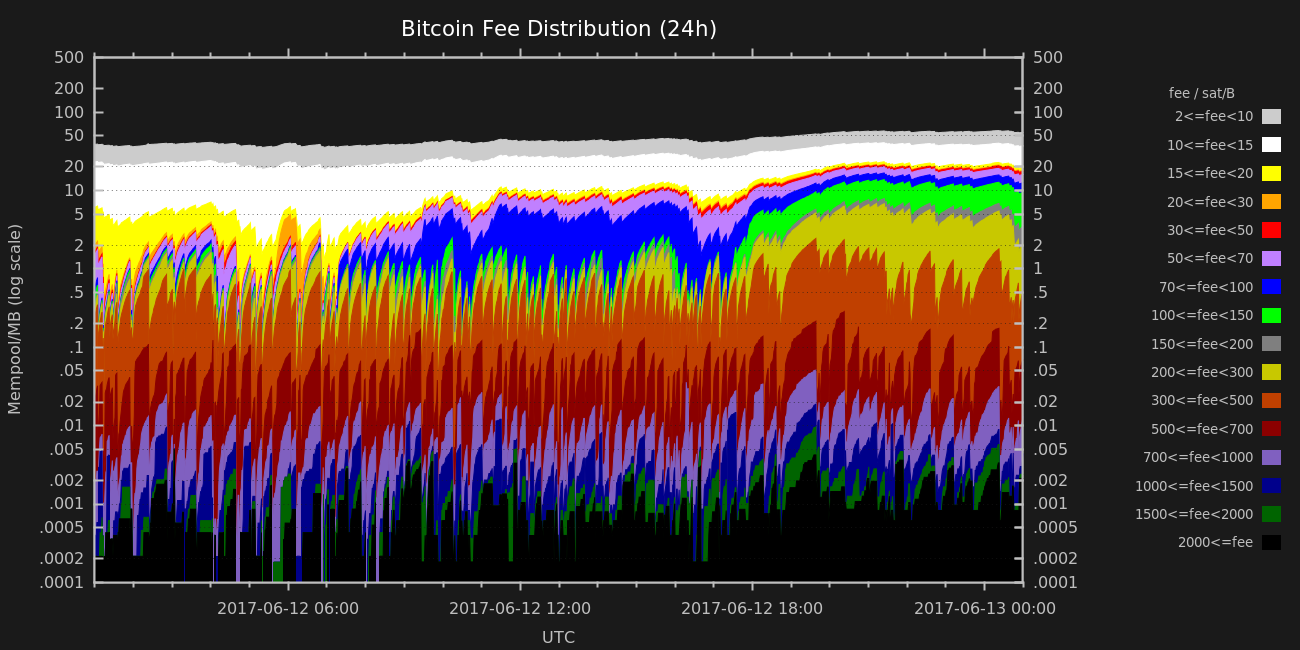 Bitcoin Fee Distribution (24h)
500
200
100
50
20
10
5
2
1
.5
.2
.1
.05
.02
.01
.005
.002
.001
.0005
.0002
.0001
Mempool/MB (log scale)
500
200
100
50
20
10
5
2
1
.5
.2
.1
.05
.02
.01
.005
.002
.001
.0005
.0002
.0001
2017-06-12 06:00
2017-06-12 12:00
2017-06-12 18:00
2017-06-13 00:00
UTC
fee / sat/B
2<=fee<10
10<=fee<15
15<=fee<20
20<=fee<30
30<=fee<50
50<=fee<70
70<=fee<100
100<=fee<150
150<=fee<200
200<=fee<300
300<=fee<500
500<=fee<700
700<=fee<1000
1000<=fee<1500
1500<=fee<2000
2000<=fee